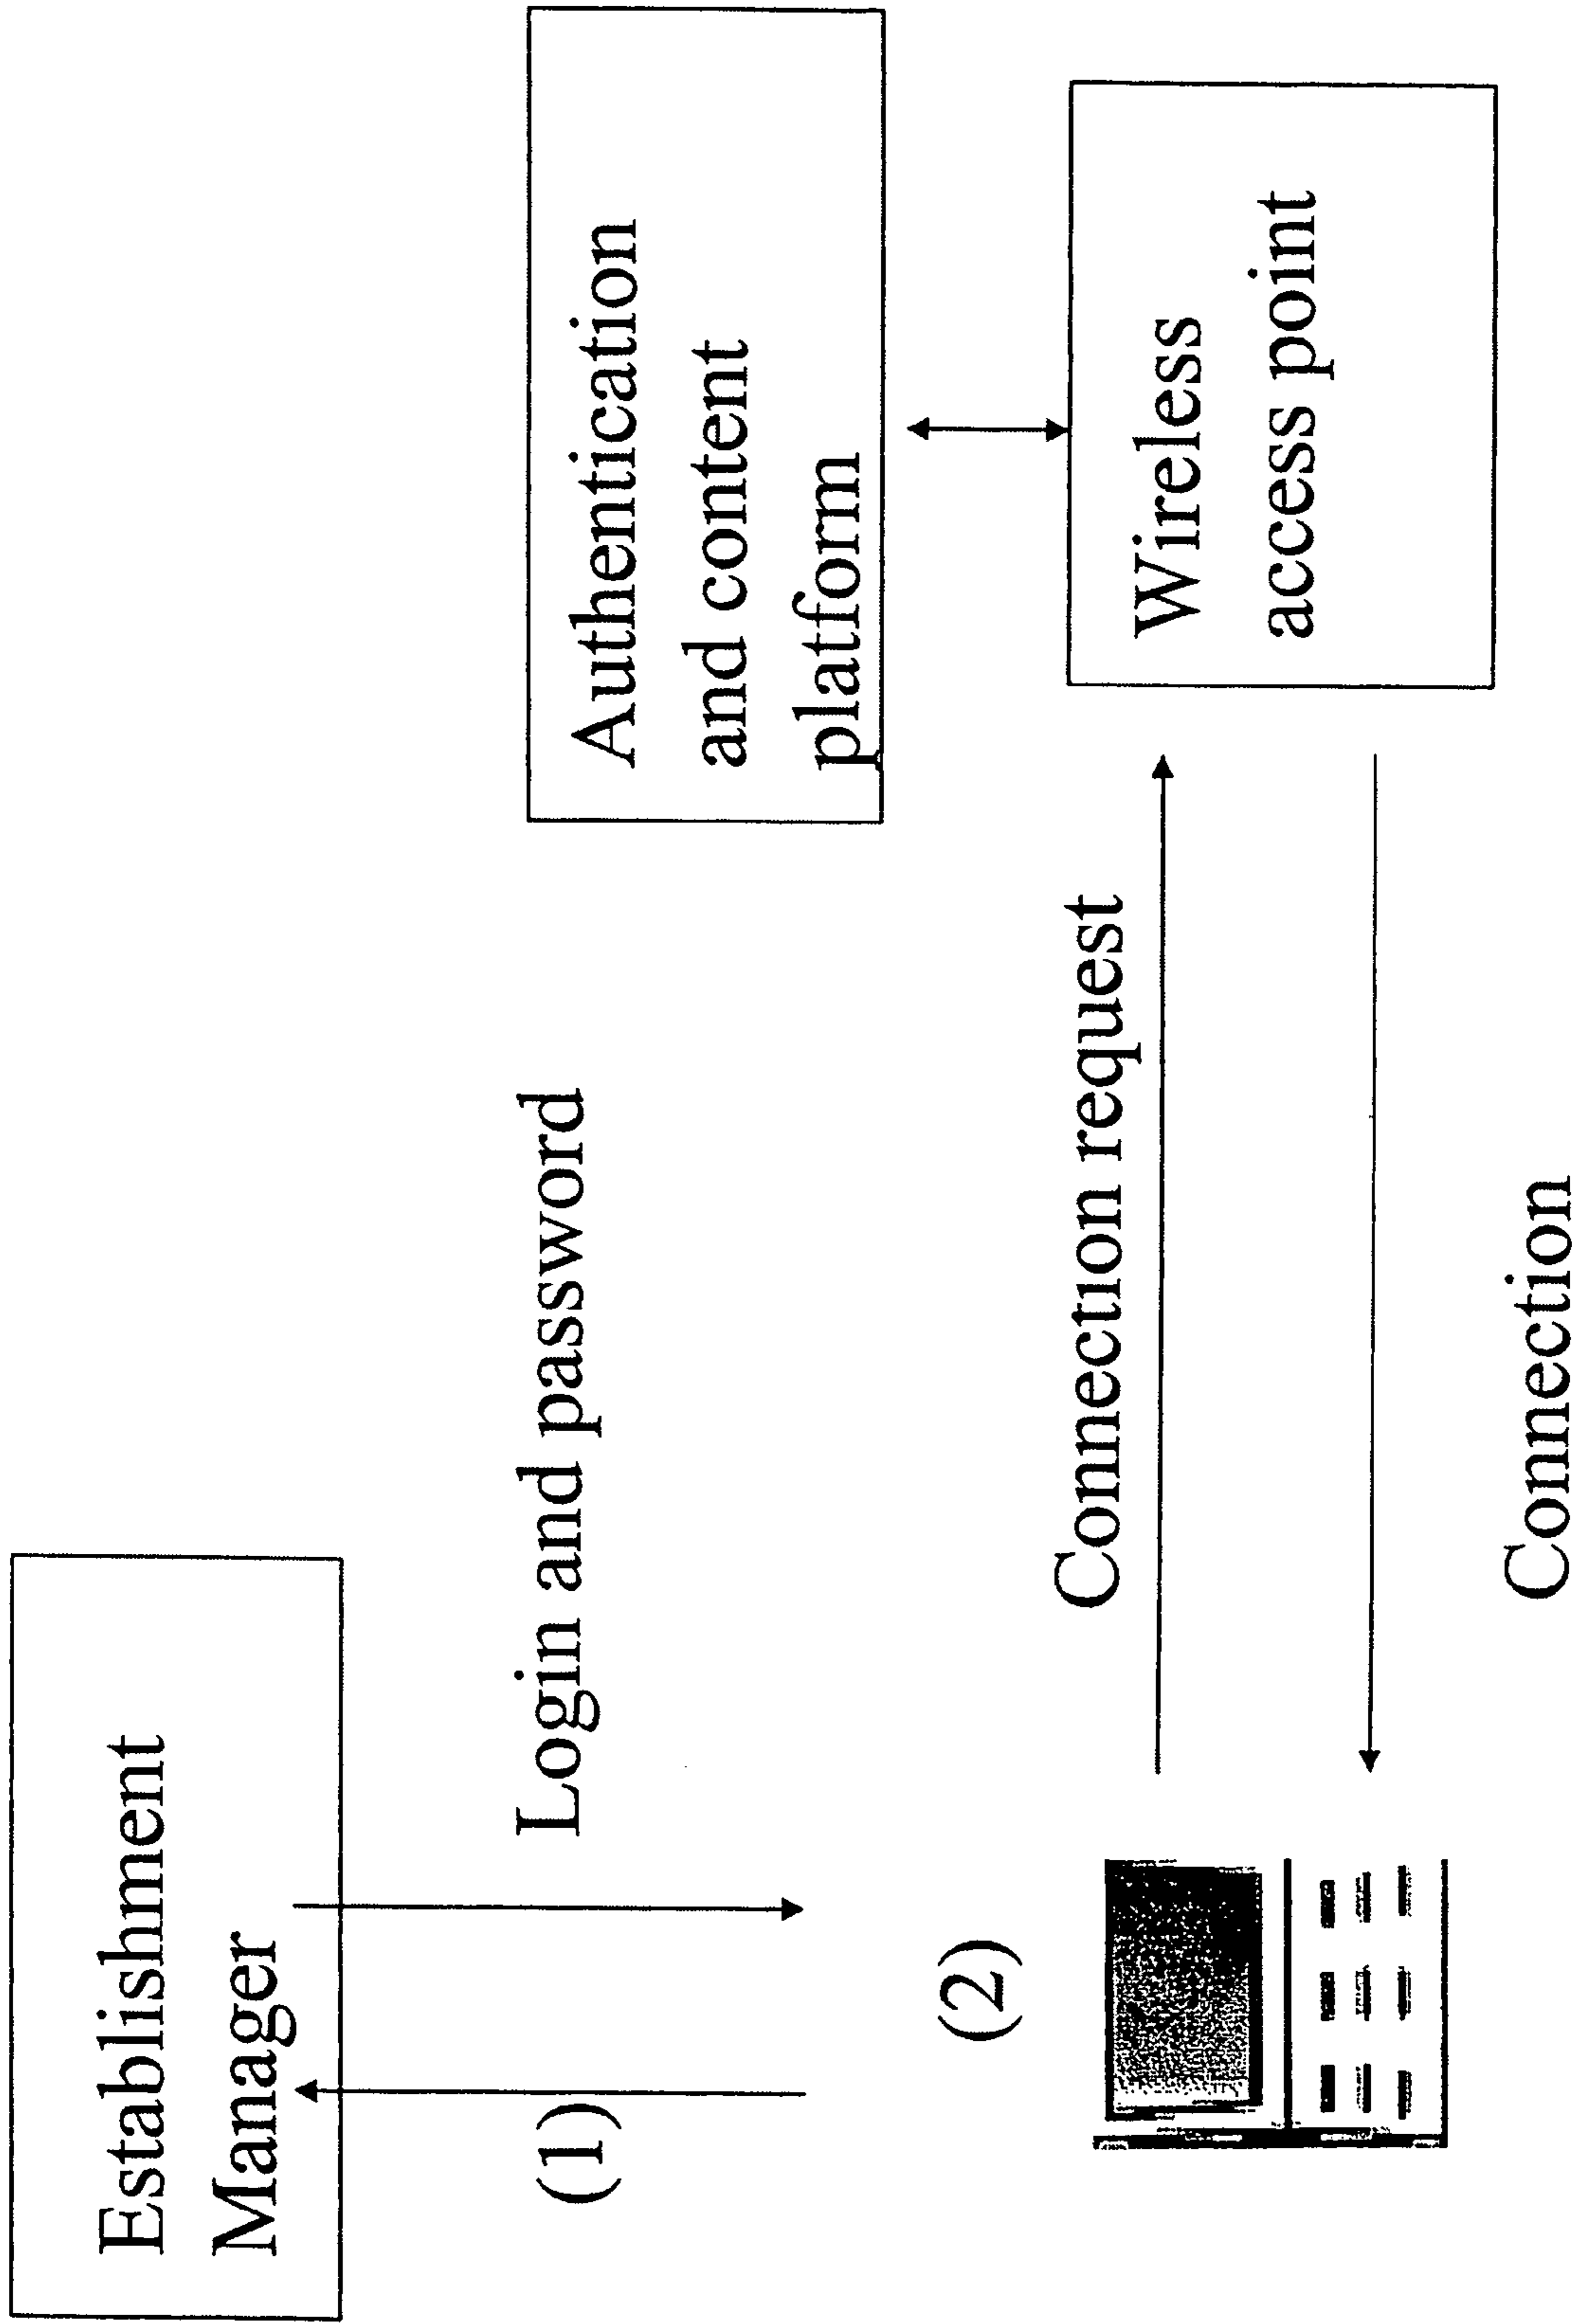 Establishment
Manager
(1)
Login and password
Authentication
and content
platform
(2)
Connection request
Wireless
access point
Connection